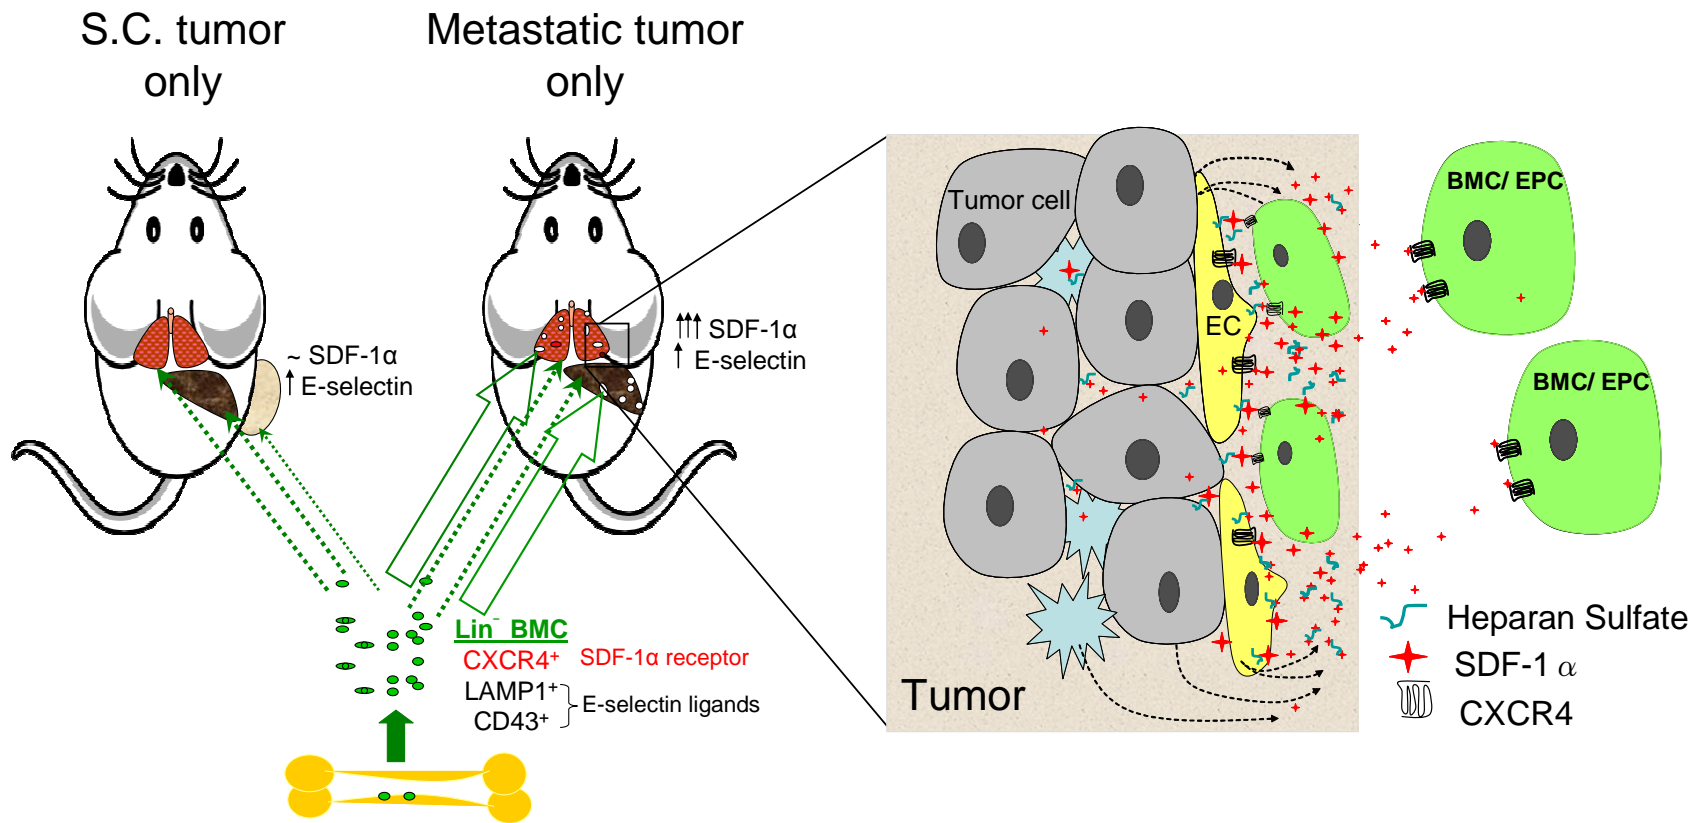 S.C. tumor
only
Metastatic tumor
only
~ SDF-1α
↑ E-selectin
↑↑↑ SDF-1α
↑ E-selectin
Lin⁻ BMC
CXCR4⁺ SDF-1α receptor
LAMP1⁺
CD43⁺
E-selectin ligands
Tumor cell
EC
Tumor
BMC/ EPC
BMC/ EPC
Heparan Sulfate
SDF-1 α
CXCR4